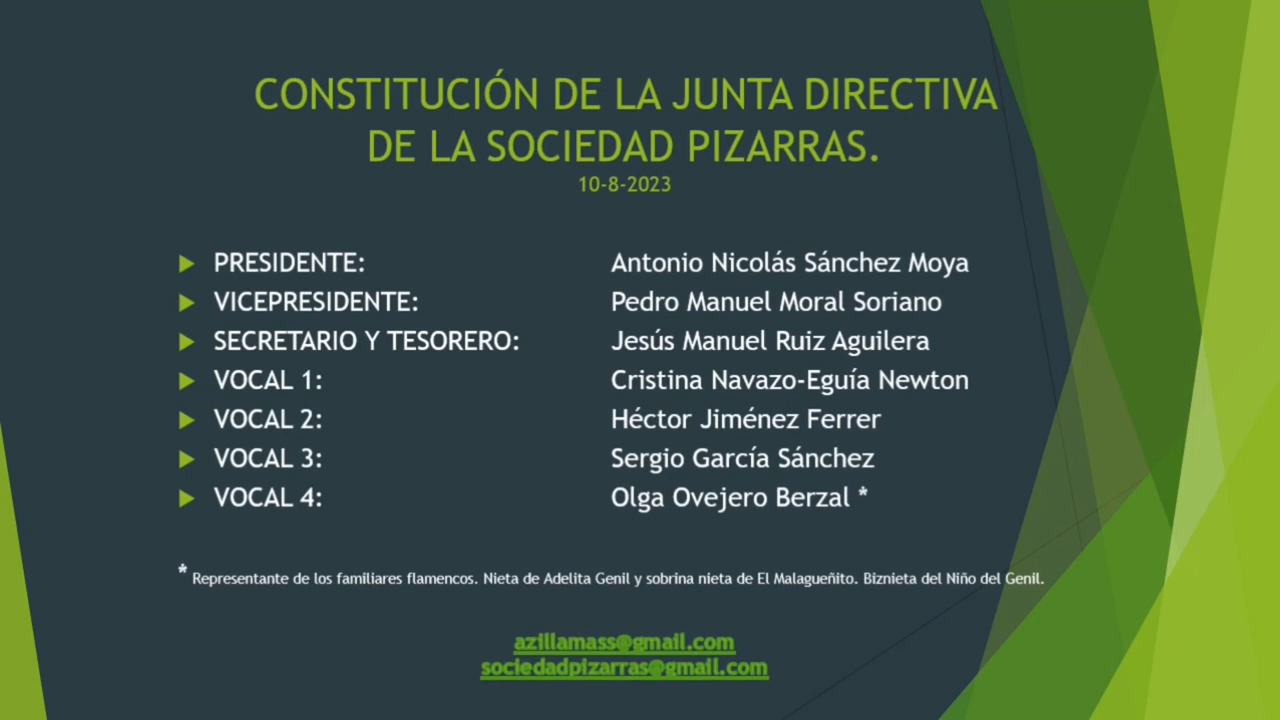 CONSTITUCIÓN DE LA JUNTA DIRECTIVA
DE LA SOCIEDAD PIZARRAS.
10-8-2023
PRESIDENTE: Antonio Nicolás Sánchez Moya
VICEPRESIDENTE: Pedro Manuel Moral Soriano
SECRETARIO Y TESORERO: Jesús Manuel Ruiz Aguilera
VOCAL 1: Cristina Navazo-Eguía Newton
VOCAL 2: Héctor Jiménez Ferrer
VOCAL 3: Sergio García Sánchez
VOCAL 4: Olga Ovejero Berzal *
* Representante de los familiares flamencos. Nieta de Adelita Genil y sobrina nieta de El Malagueñito. Biznieta del Niño del Genil.
azillamass@gmail.com
sociedadpizarras@gmail.com